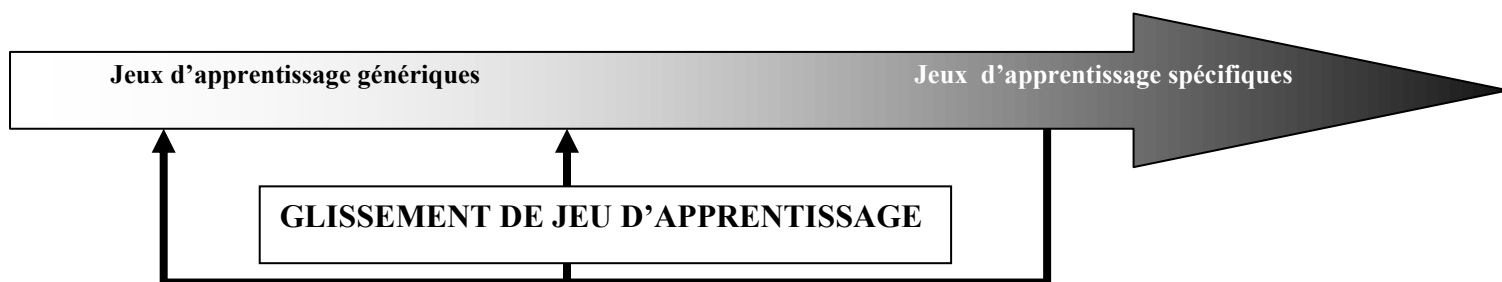 Jeux d’apprentissage génériques
Jeux d’apprentissage spécifiques
GLISSEMENT DE JEU D’APPRENTISSAGE